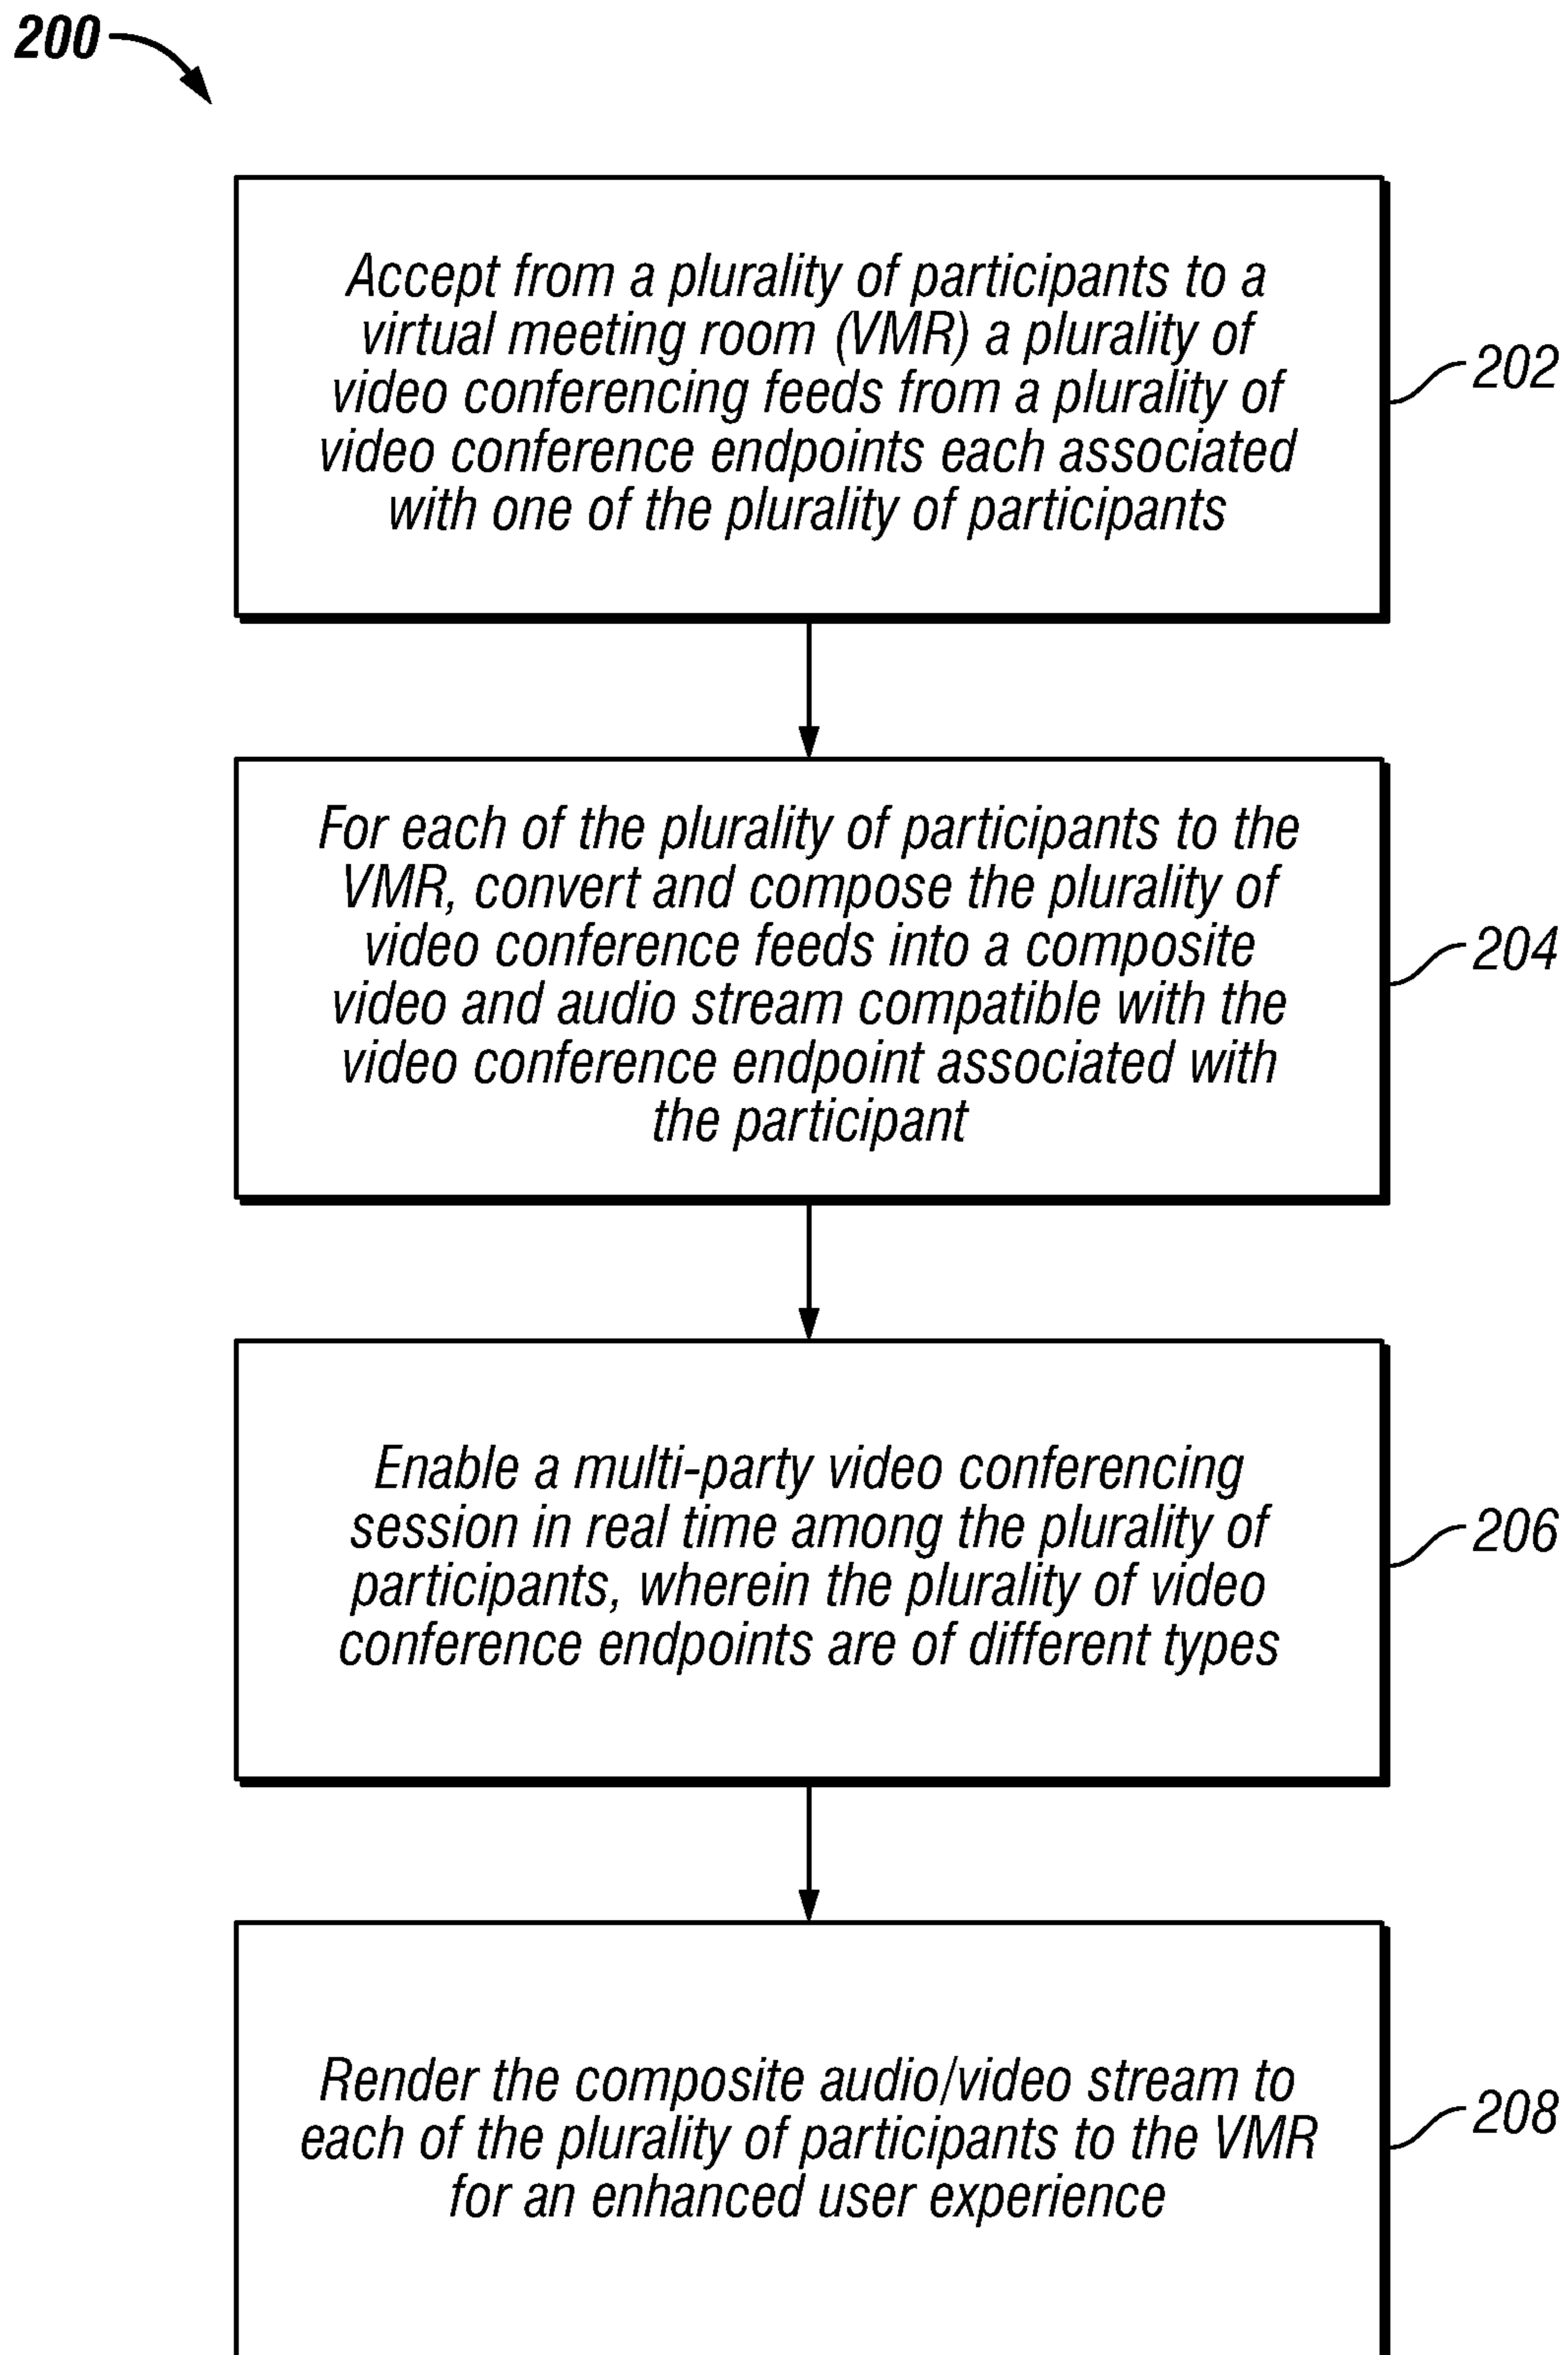 200
Accept from a plurality of participants to a
virtual meeting room (VMR) a plurality of
video conferencing feeds from a plurality of
video conference endpoints each associated
with one of the plurality of participants
202
For each of the plurality of participants to the
VMR, convert and compose the plurality of
video conference feeds into a composite
video and audio stream compatible with the
video conference endpoint associated with
the participant
204
Enable a multi-party video conferencing
session in real time among the plurality of
participants, wherein the plurality of video
conference endpoints are of different types
206
Render the composite audio/video stream to
each of the plurality of participants to the VMR
for an enhanced user experience
208